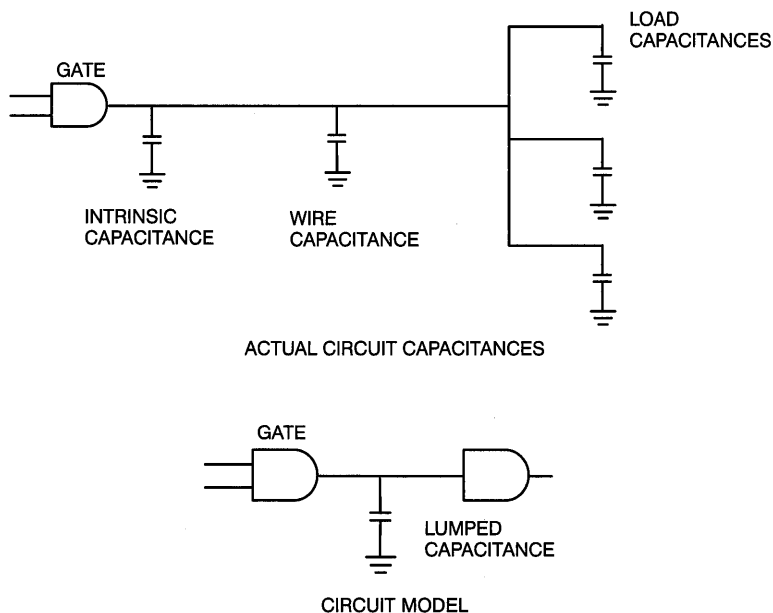 LOAD
CAPACITANCES
GATE
INTRINSIC
CAPACITANCE
WIRE
CAPACITANCE
ACTUAL CIRCUIT CAPACITANCES
GATE
LUMPED
CAPACITANCE
CIRCUIT MODEL